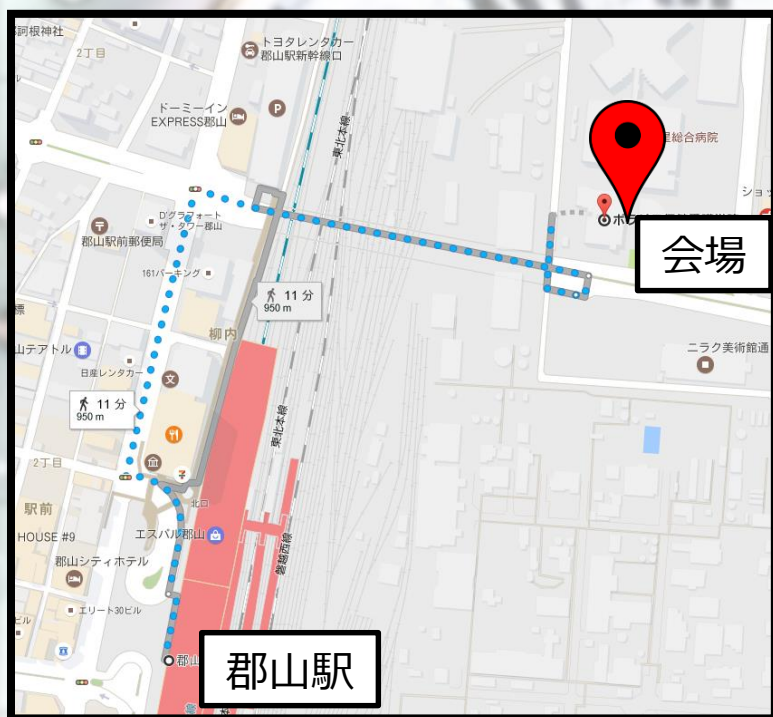 2丁目
トヨタレンタカー
郡山駅新幹線口
ドーミーイン
EXPRESS郡山
P
東北本線
星総合病院
ショッ
D'グラフォート
ザ・タワー郡山
郡山駅前郵便局
会場
161パーキング
11 分
950 m
柳内
ニラク美術館通
山テアトル
日産レンタカー
11 分
950 m
東北本線
2丁目
駅前
北口
HOUSE #9
エスパル郡山
磐越西線
郡山シティホテル
エリート30ビル
ビル
郡山
郡山駅